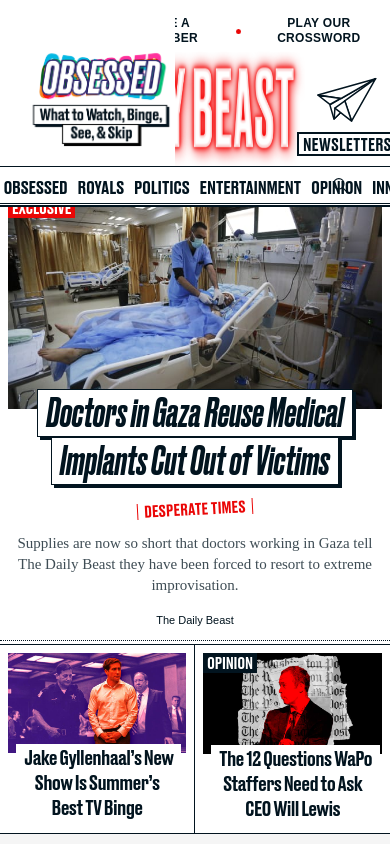 E A
BER
PLAY OUR
CROSSWORD
OBSESSED
What to Watch, Binge,
See, & Skip
Y BEAST
NEWSLETTERS
OBSESSED ROYALS POLITICS ENTERTAINMENT OPINION INN
EXCLUSIVE
Doctors in Gaza Reuse Medical
Implants Cut Out of Victims
DESPERATE TIMES
Supplies are now so short that doctors working in Gaza tell
The Daily Beast they have been forced to resort to extreme
improvisation.
The Daily Beast
Jake Gyllenhaal’s New
Show Is Summer’s
Best TV Binge
OPINION
The 12 Questions WaPo
Staffers Need to Ask
CEO Will Lewis